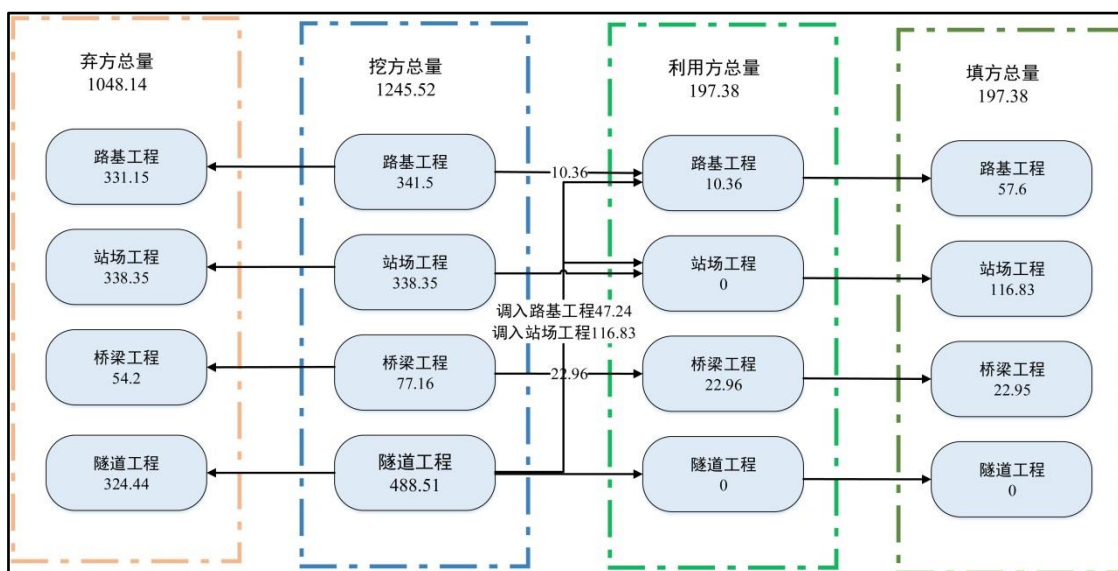 弃方总量
1048.14
挖方总量
1245.52
利用方总量
197.38
填方总量
197.38
路基工程
331.15
路基工程
341.5
10.36
路基工程
10.36
路基工程
57.6
站场工程
338.35
站场工程
338.35
站场工程
0
站场工程
116.83
调入路基工程47.24
调入站场工程116.83
桥梁工程
54.2
桥梁工程
77.16
22.96
桥梁工程
22.96
桥梁工程
22.95
隧道工程
324.44
隧道工程
488.51
隧道工程
0
隧道工程
0